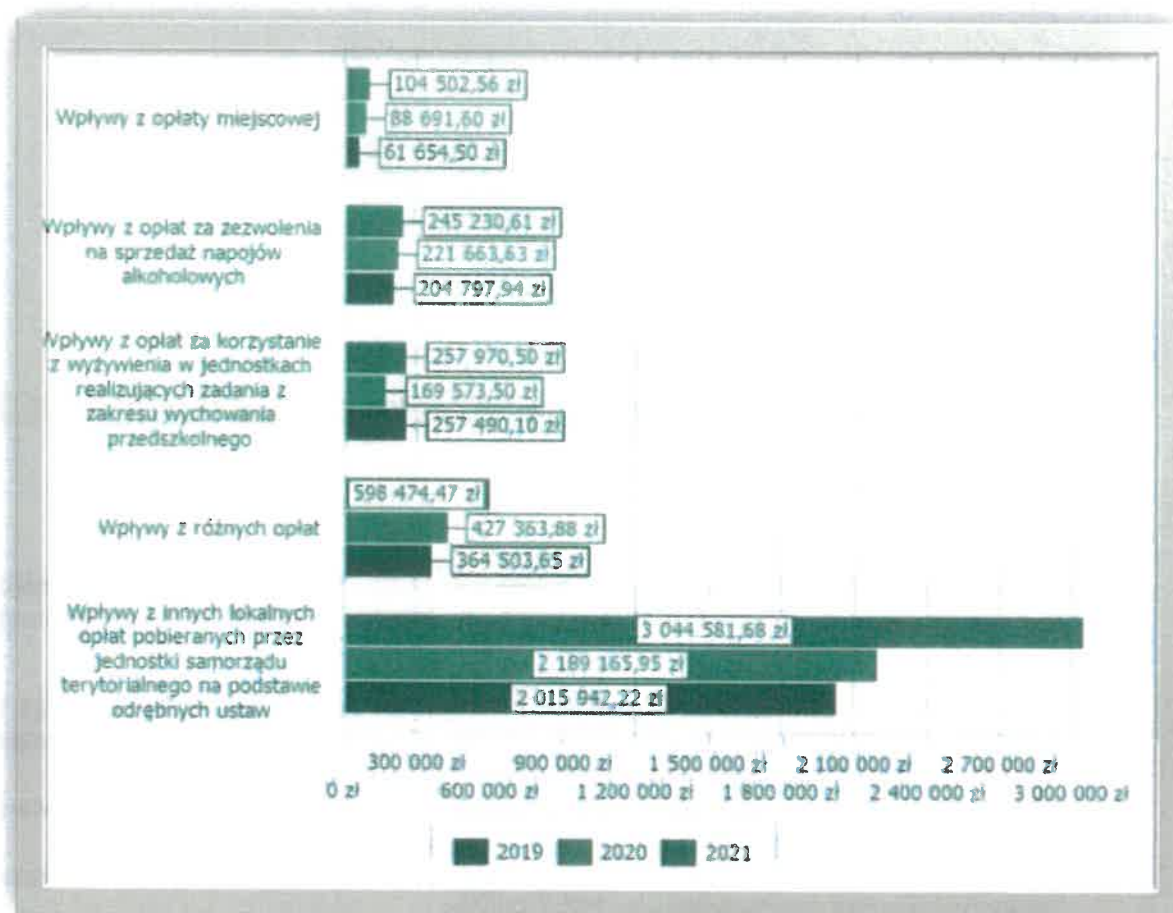 104 502,56 zł
Wpływy z opłaty miejscowej
88 691,60 zł
61 654,50 zł
Wpływy z opłat za zezwolenia
na sprzedaż napojów
alkoholowych
245 230,61 zł
221 663,63 zł
204 797,94 zł
Wpływy z opłat za korzystanie
z wyżywienia w jednostkach
realizujących zadania z
zakresu wychowania
przedszkolnego
257 970,50 zł
169 573,50 zł
257 490,10 zł
598 474,47 zł
Wpływy z różnych opłat
427 363,88 zł
364 503,65 zł
Wpływy z innych lokalnych
opłat pobieranych przez
jednostki samorządu
terytorialnego na podstawie
odrębnych ustaw
3 044 581,68 zł
2 189 165,95 zł
2 015 942,22 zł
300 000 zł 900 000 zł 1 500 000 zł 2 100 000 zł 2 700 000 zł
0 zł 600 000 zł 1 200 000 zł 1 800 000 zł 2 400 000 zł 3 000 000 zł
2019 2020 2021